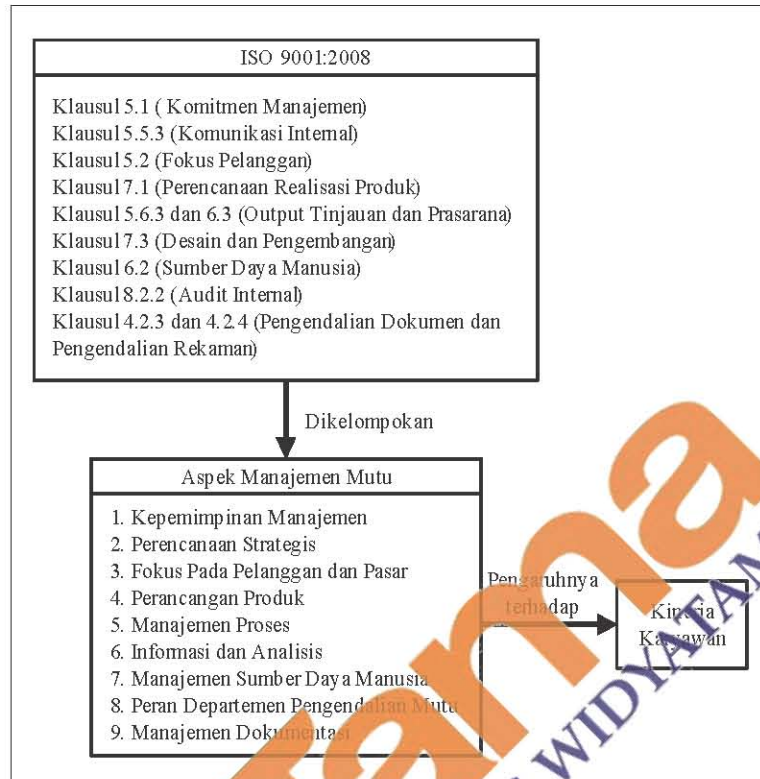 ISO 9001:2008
Klausul 5.1 ( Komitmen Manajemen)
Klausul 5.5.3 (Komunikasi Internal)
Klausul 5.2 (Fokus Pelanggan)
Klausul 7.1 (Perencanaan Realisasi Produk)
Klausul 5.6.3 dan 6.3 (Output Tinjauan dan Prasarana)
Klausul 7.3 (Desain dan Pengembangan)
Klausul 6.2 (Sumber Daya Manusia)
Klausul 8.2.2 (Audit Internal)
Klausul 4.2.3 dan 4.2.4 (Pengendalian Dokumen dan
Pengendalian Rekaman)
Dikelompokan
Aspek Manajemen Mutu
1. Kepemimpinan Manajemen
2. Perencanaan Strategis
3. Fokus Pada Pelanggan dan Pasar
4. Perancangan Produk
5. Manajemen Proses
6. Informasi dan Analisis
7. Manajemen Sumber Daya Manusia
8. Peran Departemen Pengendalian Mutu
9. Manajemen Dokumentasi
Pengaruhnya
terhadap
Kinerja
Karyawan
tama
WIDYATAM